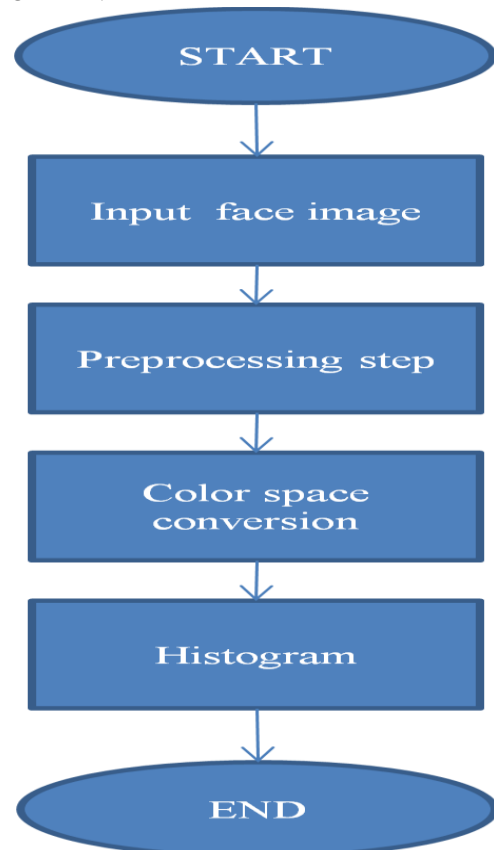 START
Input face image
Preprocessing step
Color space
conversion
Histogram
END